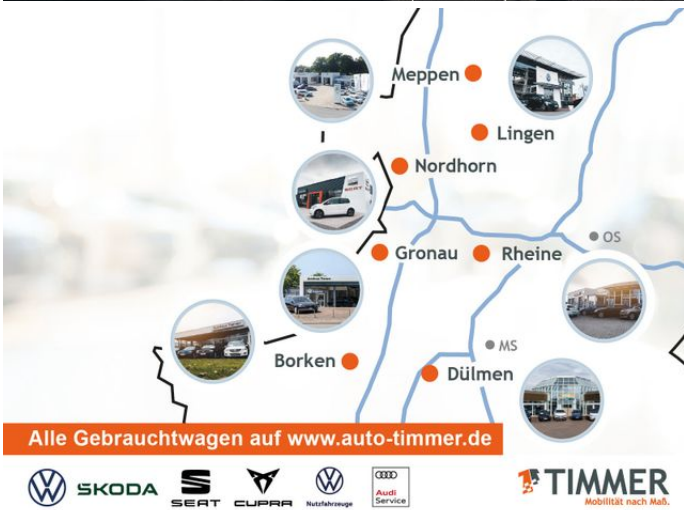 Meppen
Lingen
Nordhorn
OS
Gronau
Rheine
MS
Borken
Dülmen
Alle Gebrauchtwagen auf www.auto-timmer.de
ŠKODA
SEAT
CUPRA
Nutzfahrzeuge
Audi
Service
TIMMER
Mobilität nach Maß.